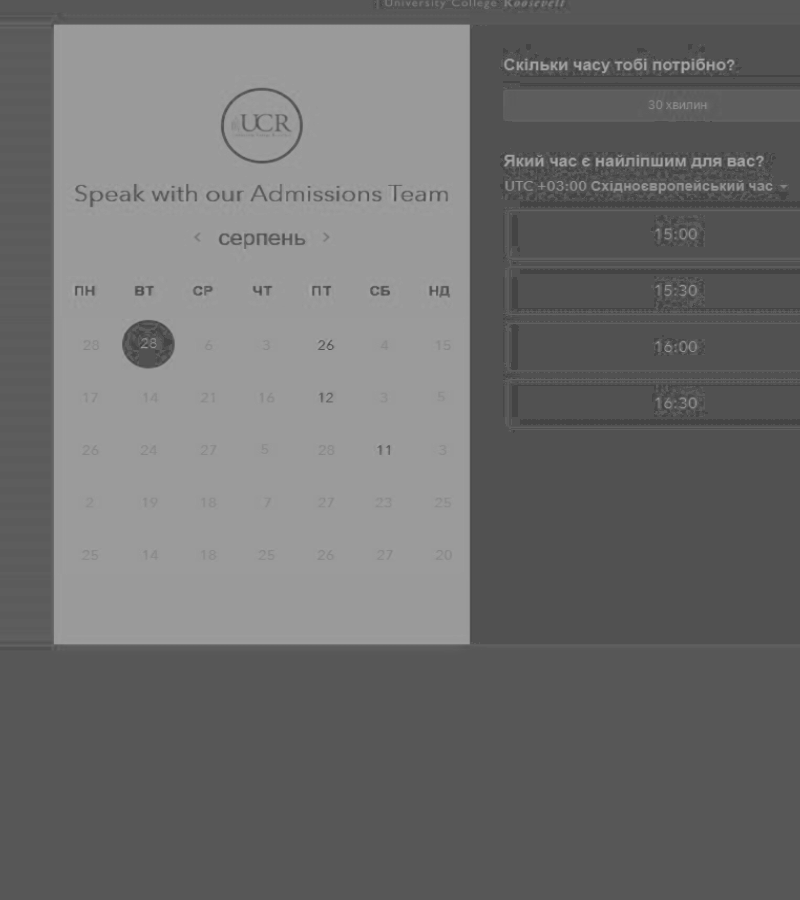 University College Roosevelt
UCR
Speak with our Admissions Team
‹ серпень ›
ПН ВТ СР ЧТ ПТ СБ НД
28 28 6 3 26 4 15
17 14 21 16 12 3 5
26 24 27 5 28 11 3
2 19 18 7 27 23 25
25 14 18 25 26 27 20
Скільки часу тобі потрібно?
30 хвилин
Який час є найліпшим для вас?
UTC +03:00 Східноєвропейський час
15:00
15:30
16:00
16:30